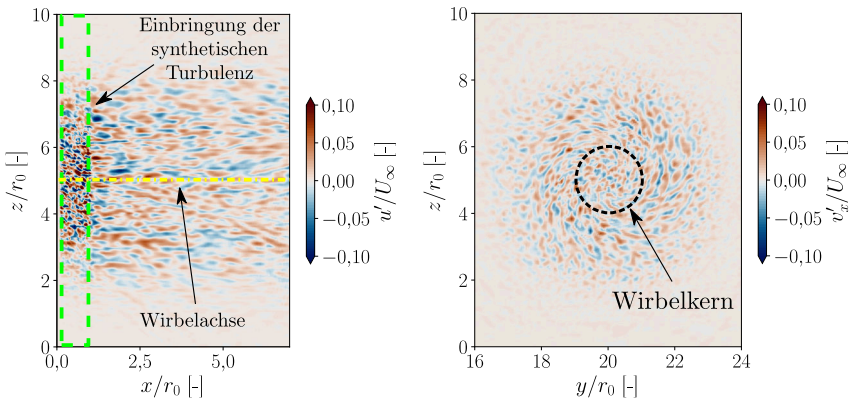 Einbringung der
synthetischen
Turbulenz
10
8
6
4
2
0
z/r₀ [-]
0,0
2,5
5,0
x/r₀ [-]
Wirbelachse
0,10
0,05
0,00
−0,05
−0,10
u′/U∞ [-]
10
8
6
4
2
0
z/r₀ [-]
16
18
20
22
24
y/r₀ [-]
Wirbelkern
0,10
0,05
0,00
−0,05
−0,10
v′ₓ/U∞ [-]